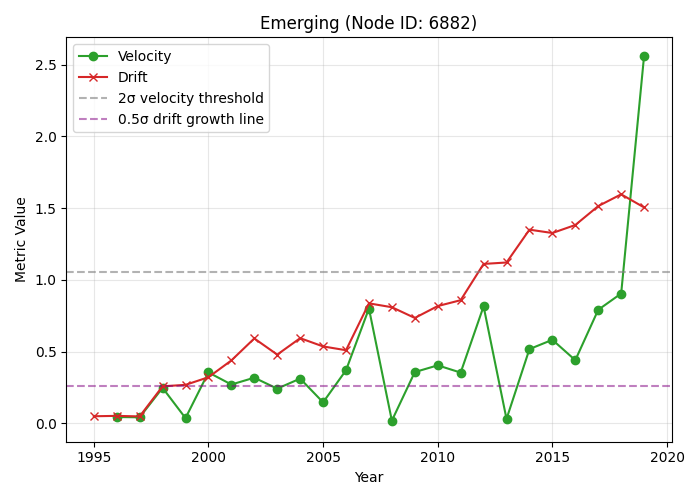 Emerging (Node ID: 6882)
Velocity
Drift
2σ velocity threshold
0.5σ drift growth line
Metric Value
2.5
2.0
1.5
1.0
0.5
0.0
1995
2000
2005
2010
2015
2020
Year